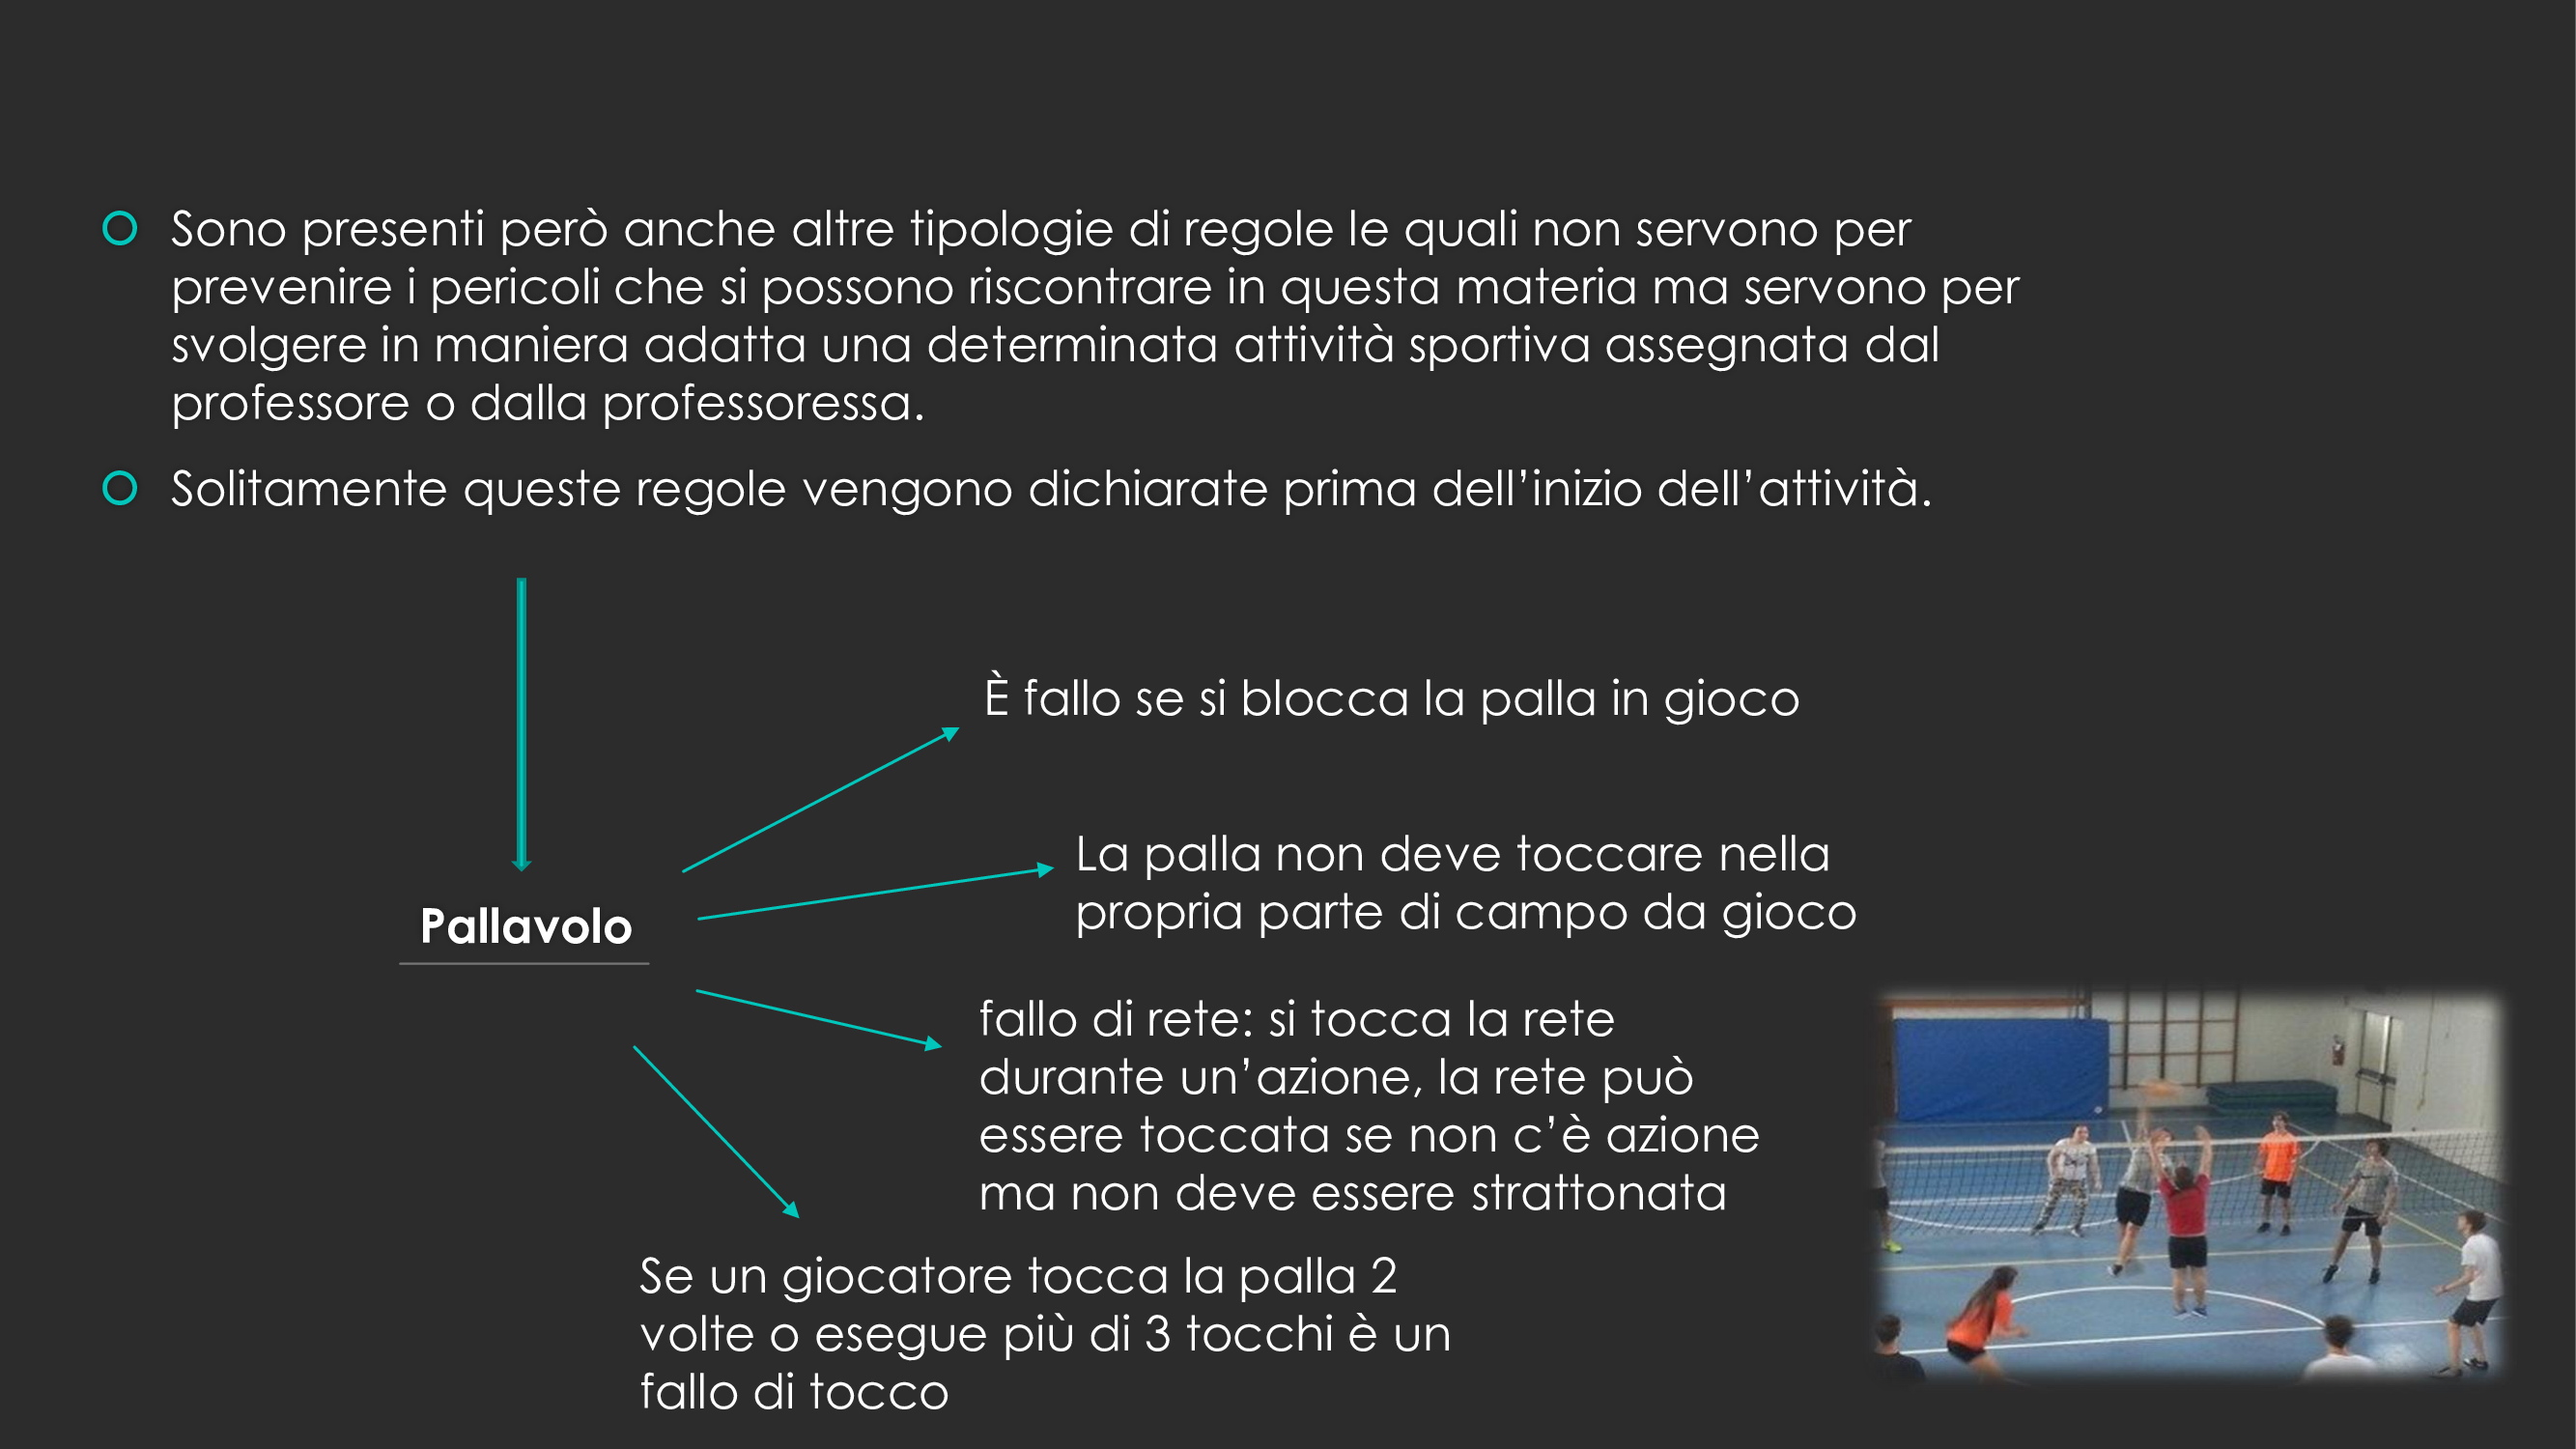 Sono presenti però anche altre tipologie di regole le quali non servono per
prevenire i pericoli che si possono riscontrare in questa materia ma servono per
svolgere in maniera adatta una determinata attività sportiva assegnata dal
professore o dalla professoressa.
Solitamente queste regole vengono dichiarate prima dell’inizio dell’attività.
È fallo se si blocca la palla in gioco
La palla non deve toccare nella
propria parte di campo da gioco
Pallavolo
fallo di rete: si tocca la rete
durante un’azione, la rete può
essere toccata se non c’è azione
ma non deve essere strattonata
Se un giocatore tocca la palla 2
volte o esegue più di 3 tocchi è un
fallo di tocco